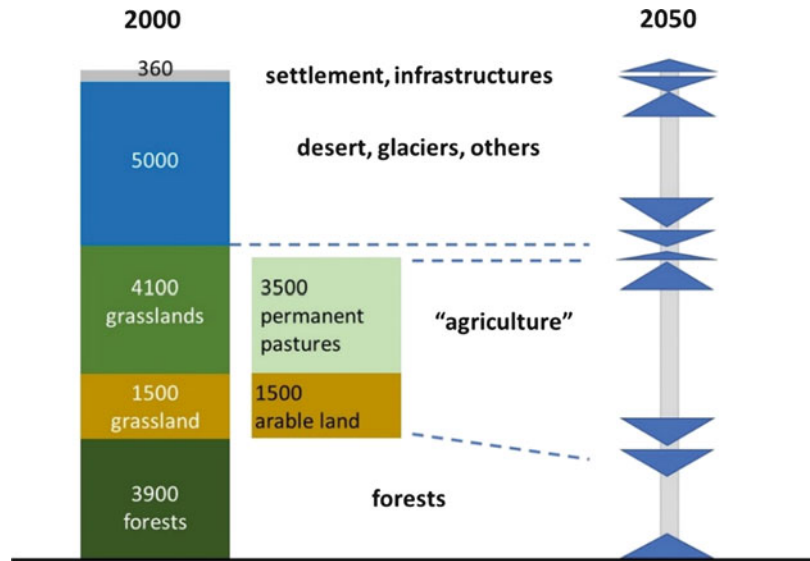 2000
2050
360
settlement, infrastructures
5000
desert, glaciers, others
4100
grasslands
3500
permanent
pastures
"agriculture"
1500
grassland
1500
arable land
3900
forests
forests